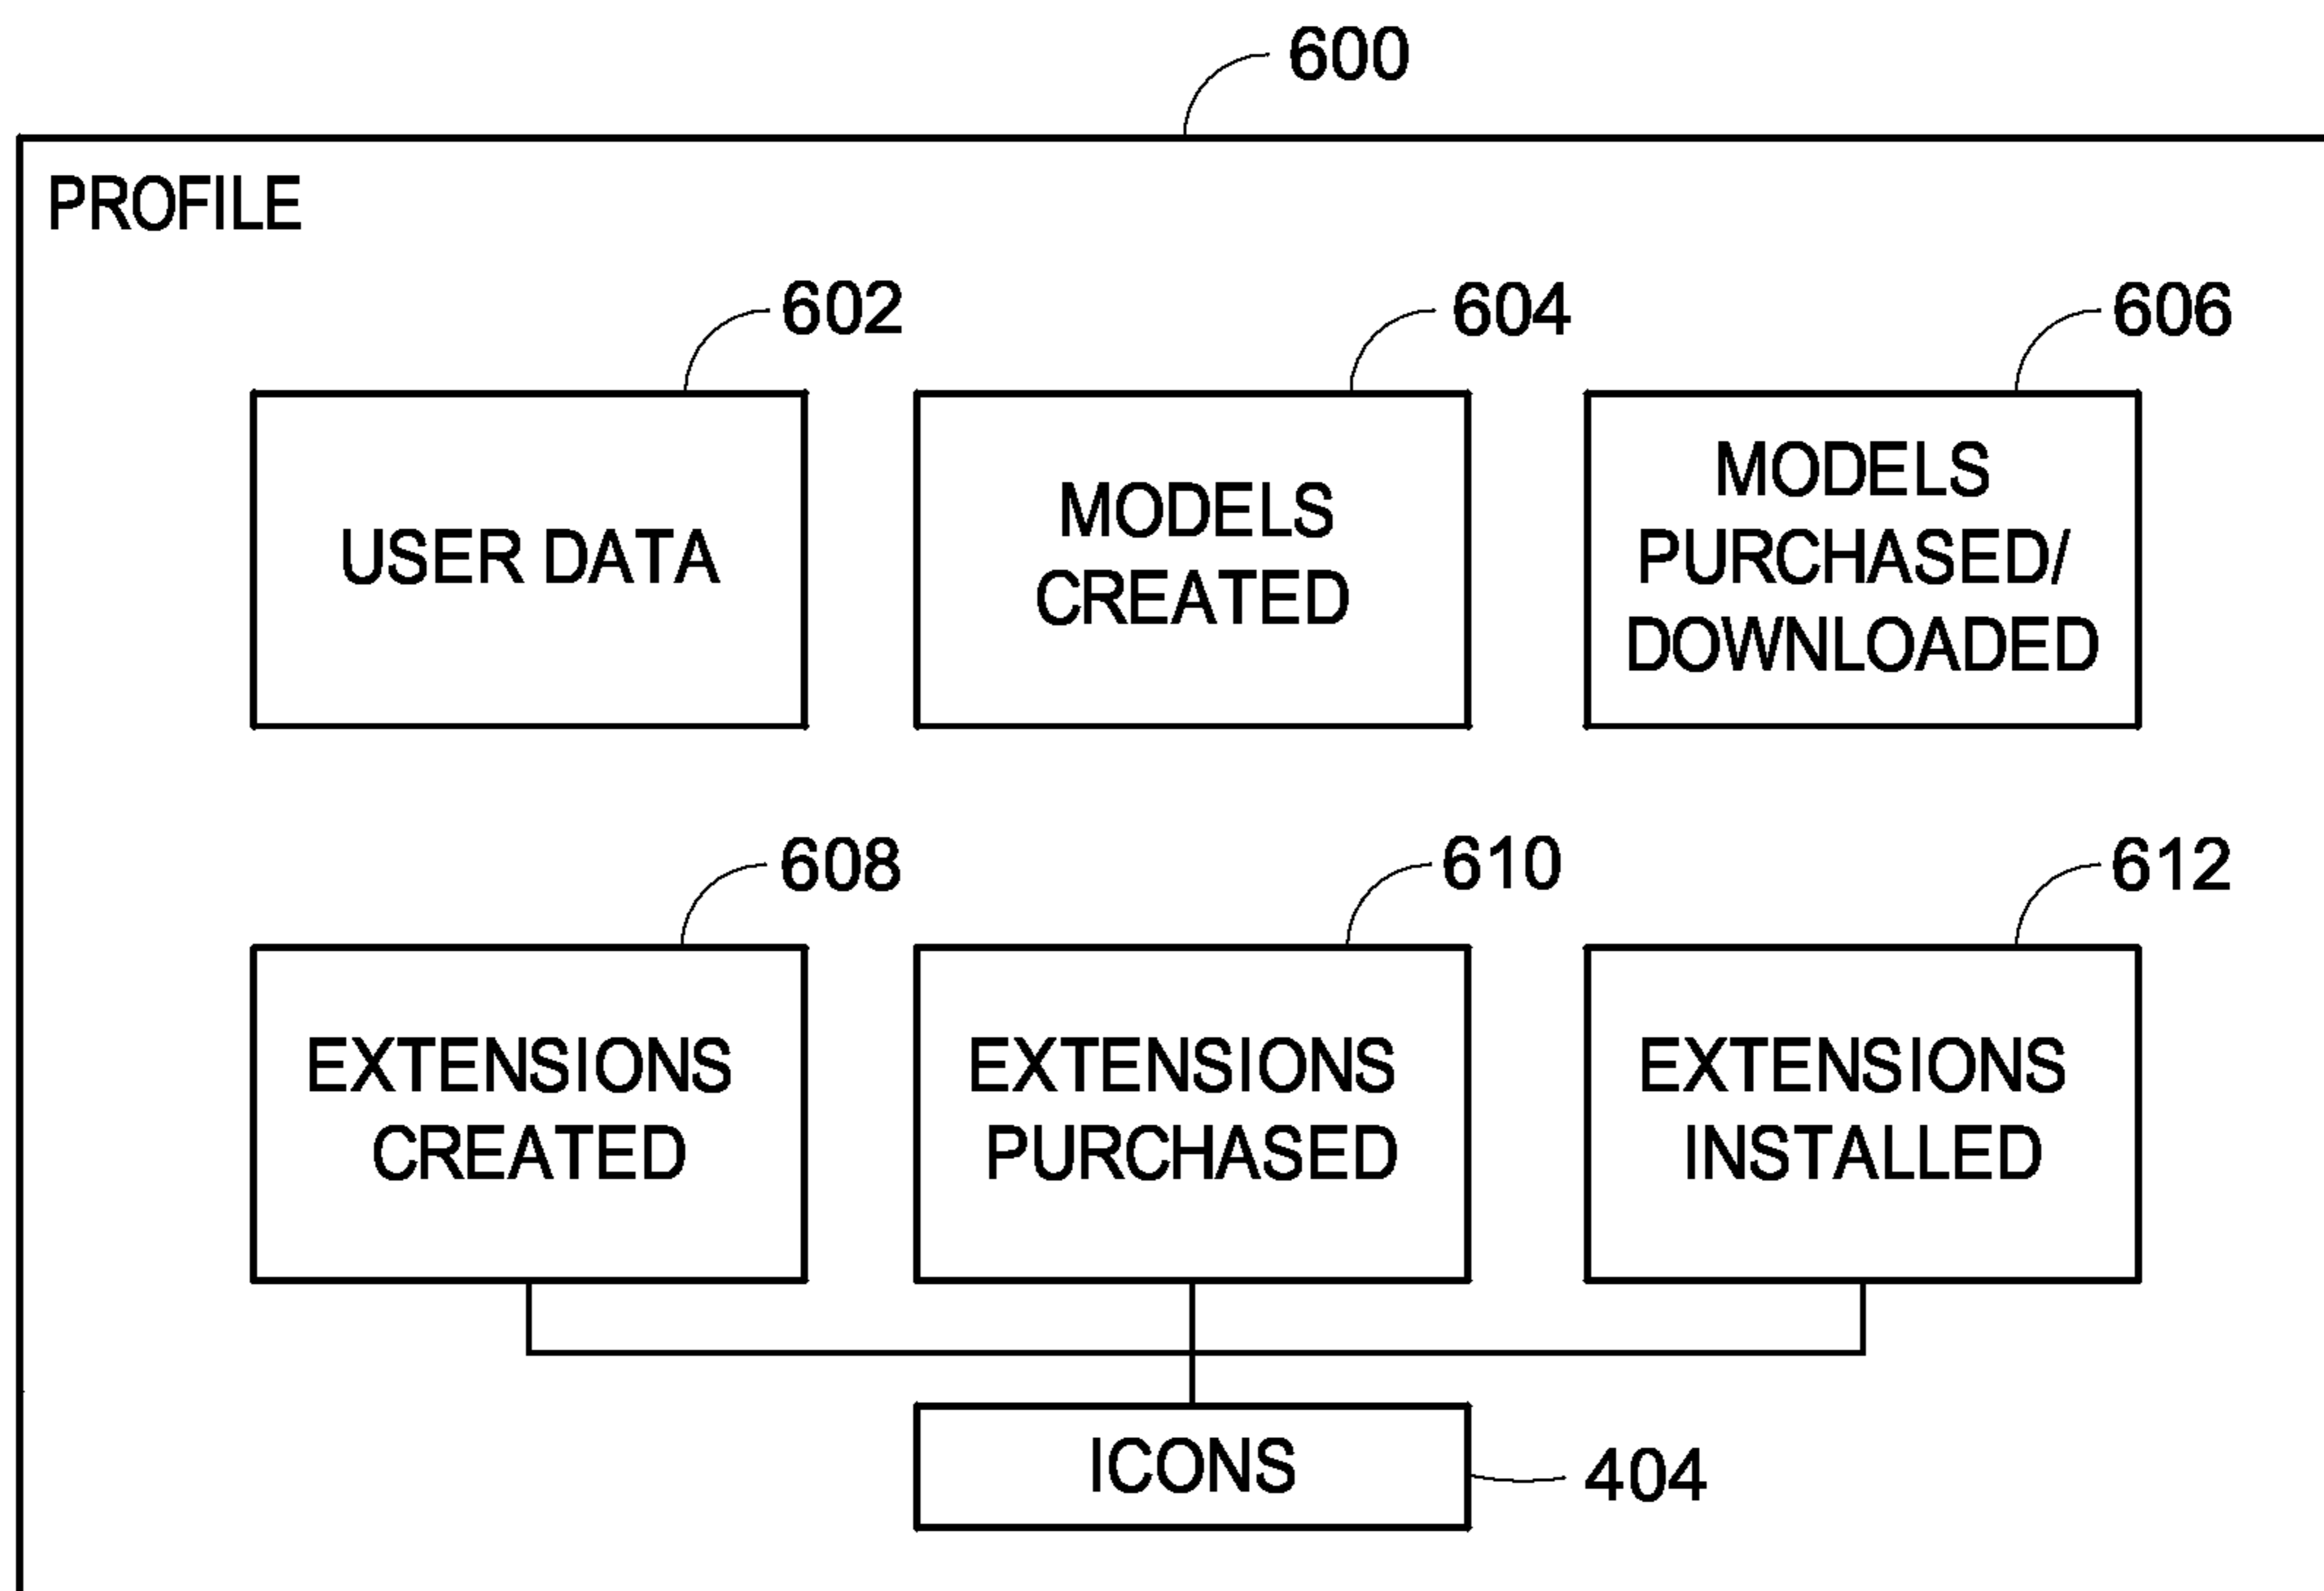 600
PROFILE
602
604
606
USER DATA
MODELS
CREATED
MODELS
PURCHASED/
DOWNLOADED
608
610
612
EXTENSIONS
CREATED
EXTENSIONS
PURCHASED
EXTENSIONS
INSTALLED
ICONS
404